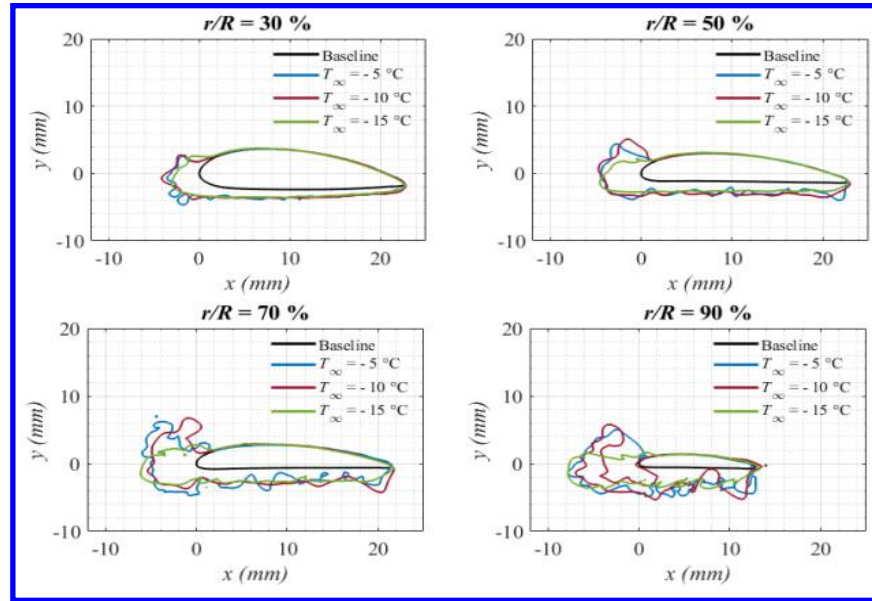 r/R = 30 %
20
10
0
-10
y (mm)
Baseline
T∞ = - 5 °C
T∞ = - 10 °C
T∞ = - 15 °C
-10 0 10 20
x (mm)
r/R = 50 %
20
10
0
-10
y (mm)
Baseline
T∞ = - 5 °C
T∞ = - 10 °C
T∞ = - 15 °C
-10 0 10 20
x (mm)
r/R = 70 %
20
10
0
-10
y (mm)
Baseline
T∞ = - 5 °C
T∞ = - 10 °C
T∞ = - 15 °C
-10 0 10 20
x (mm)
r/R = 90 %
20
10
0
-10
y (mm)
Baseline
T∞ = - 5 °C
T∞ = - 10 °C
T∞ = - 15 °C
-10 0 10 20
x (mm)